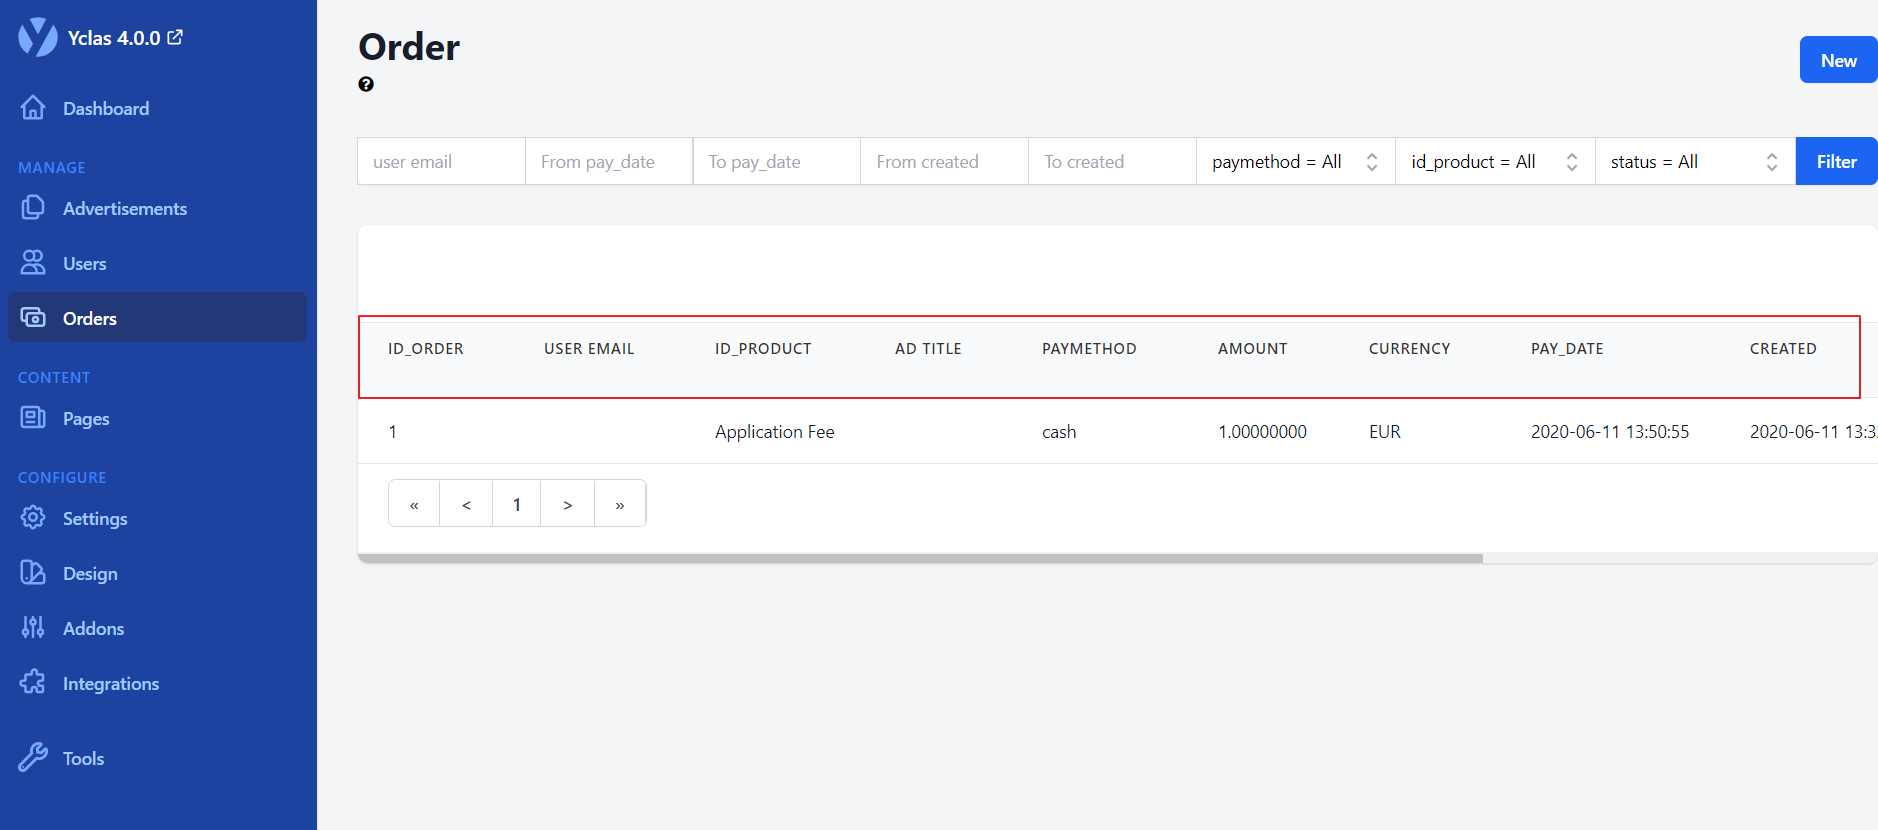 Yclas 4.0.0
Dashboard
MANAGE
Advertisements
Users
Orders
CONTENT
Pages
CONFIGURE
Settings
Design
Addons
Integrations
Tools
Order
?
New
user email From pay_date To pay_date From created To created paymethod = All id_product = All status = All Filter
ID_ORDER USER EMAIL ID_PRODUCT AD TITLE PAYMETHOD AMOUNT CURRENCY PAY_DATE CREATED
1 Application Fee cash 1.00000000 EUR 2020-06-11 13:50:55 2020-06-11 13:3
« < 1 > »